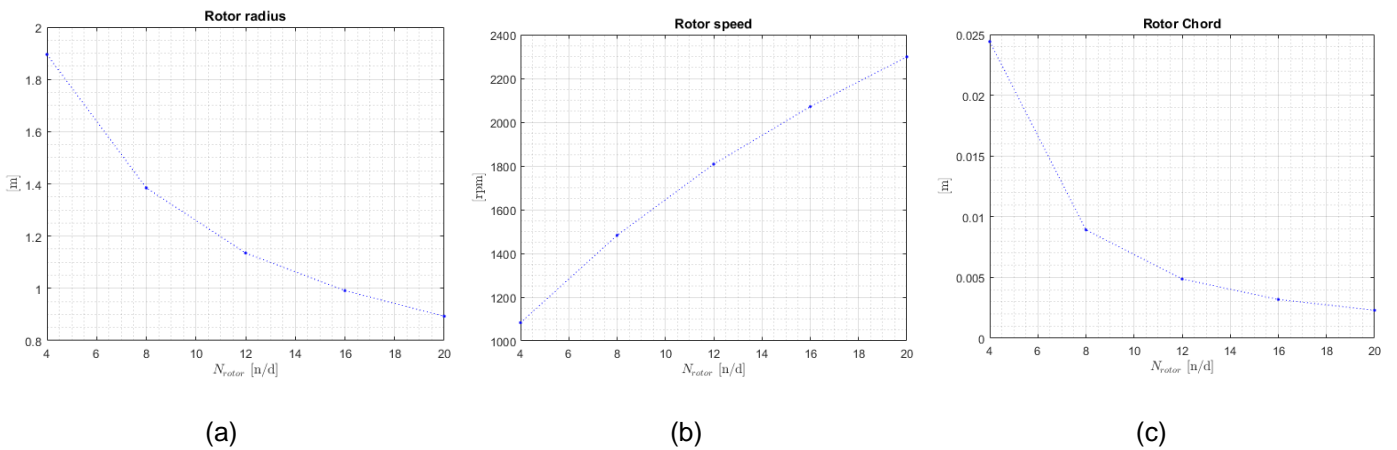 Rotor radius
2
1.8
1.6
1.4
1.2
1
0.8
[m]
4 6 8 10 12 14 16 18 20
N_rotor [n/d]
(a)
Rotor speed
2400
2200
2000
1800
1600
1400
1200
1000
[rpm]
4 6 8 10 12 14 16 18 20
N_rotor [n/d]
(b)
Rotor Chord
0.025
0.02
0.015
0.01
0.005
0
[m]
4 6 8 10 12 14 16 18 20
N_rotor [n/d]
(c)